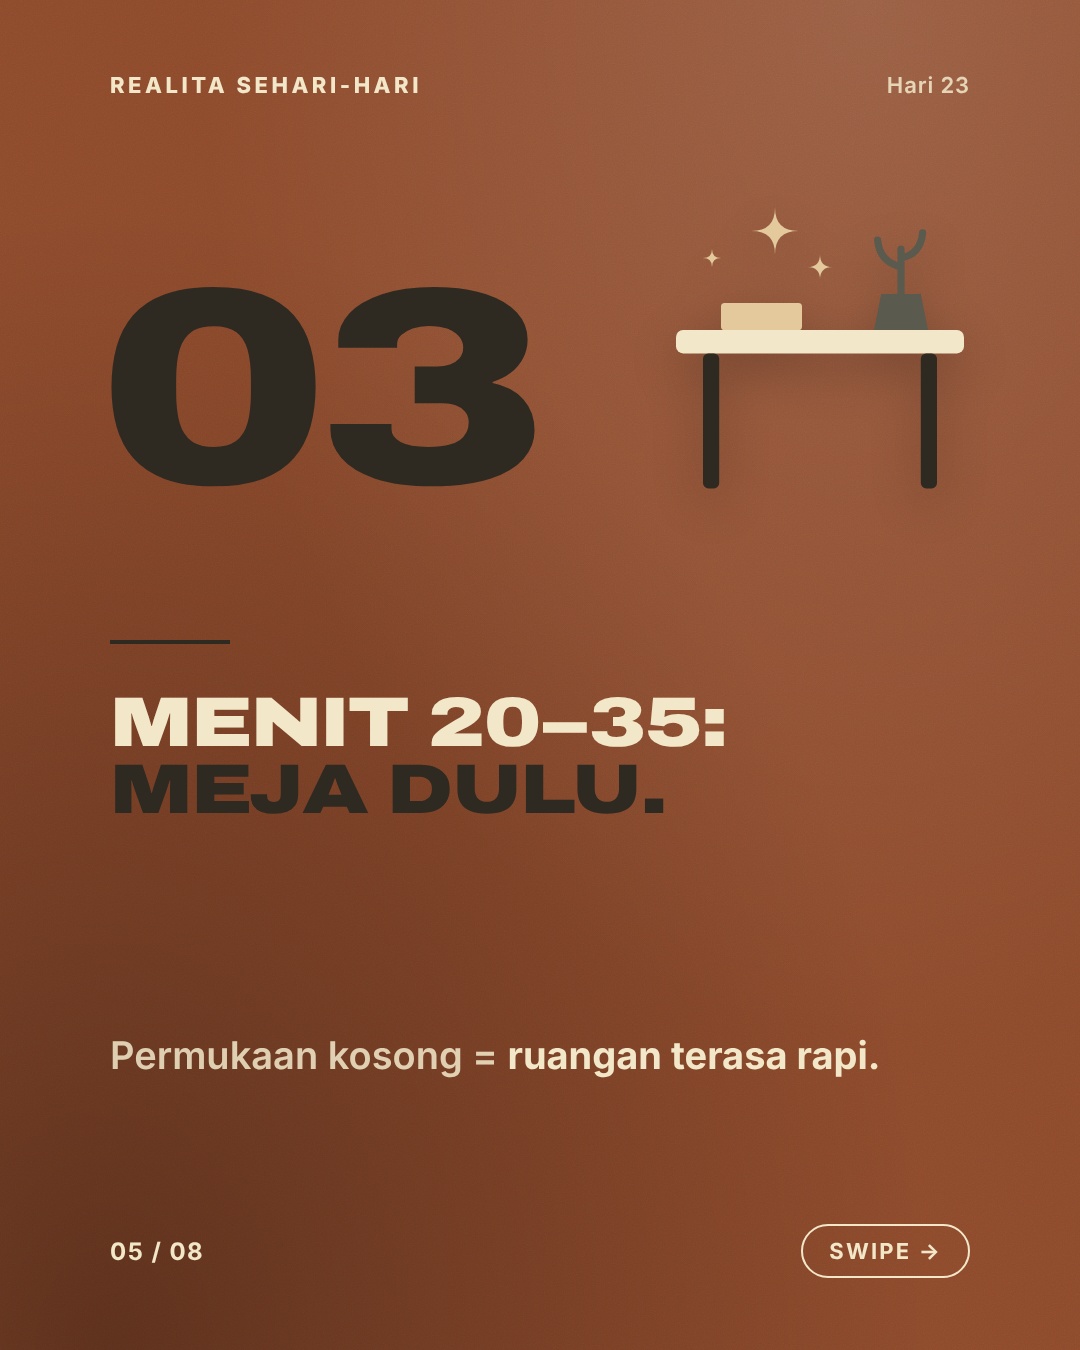 REALITA SEHARI-HARI
Hari 23
03
MENIT 20–35:
MEJA DULU.
Permukaan kosong = ruangan terasa rapi.
05 / 08
SWIPE →